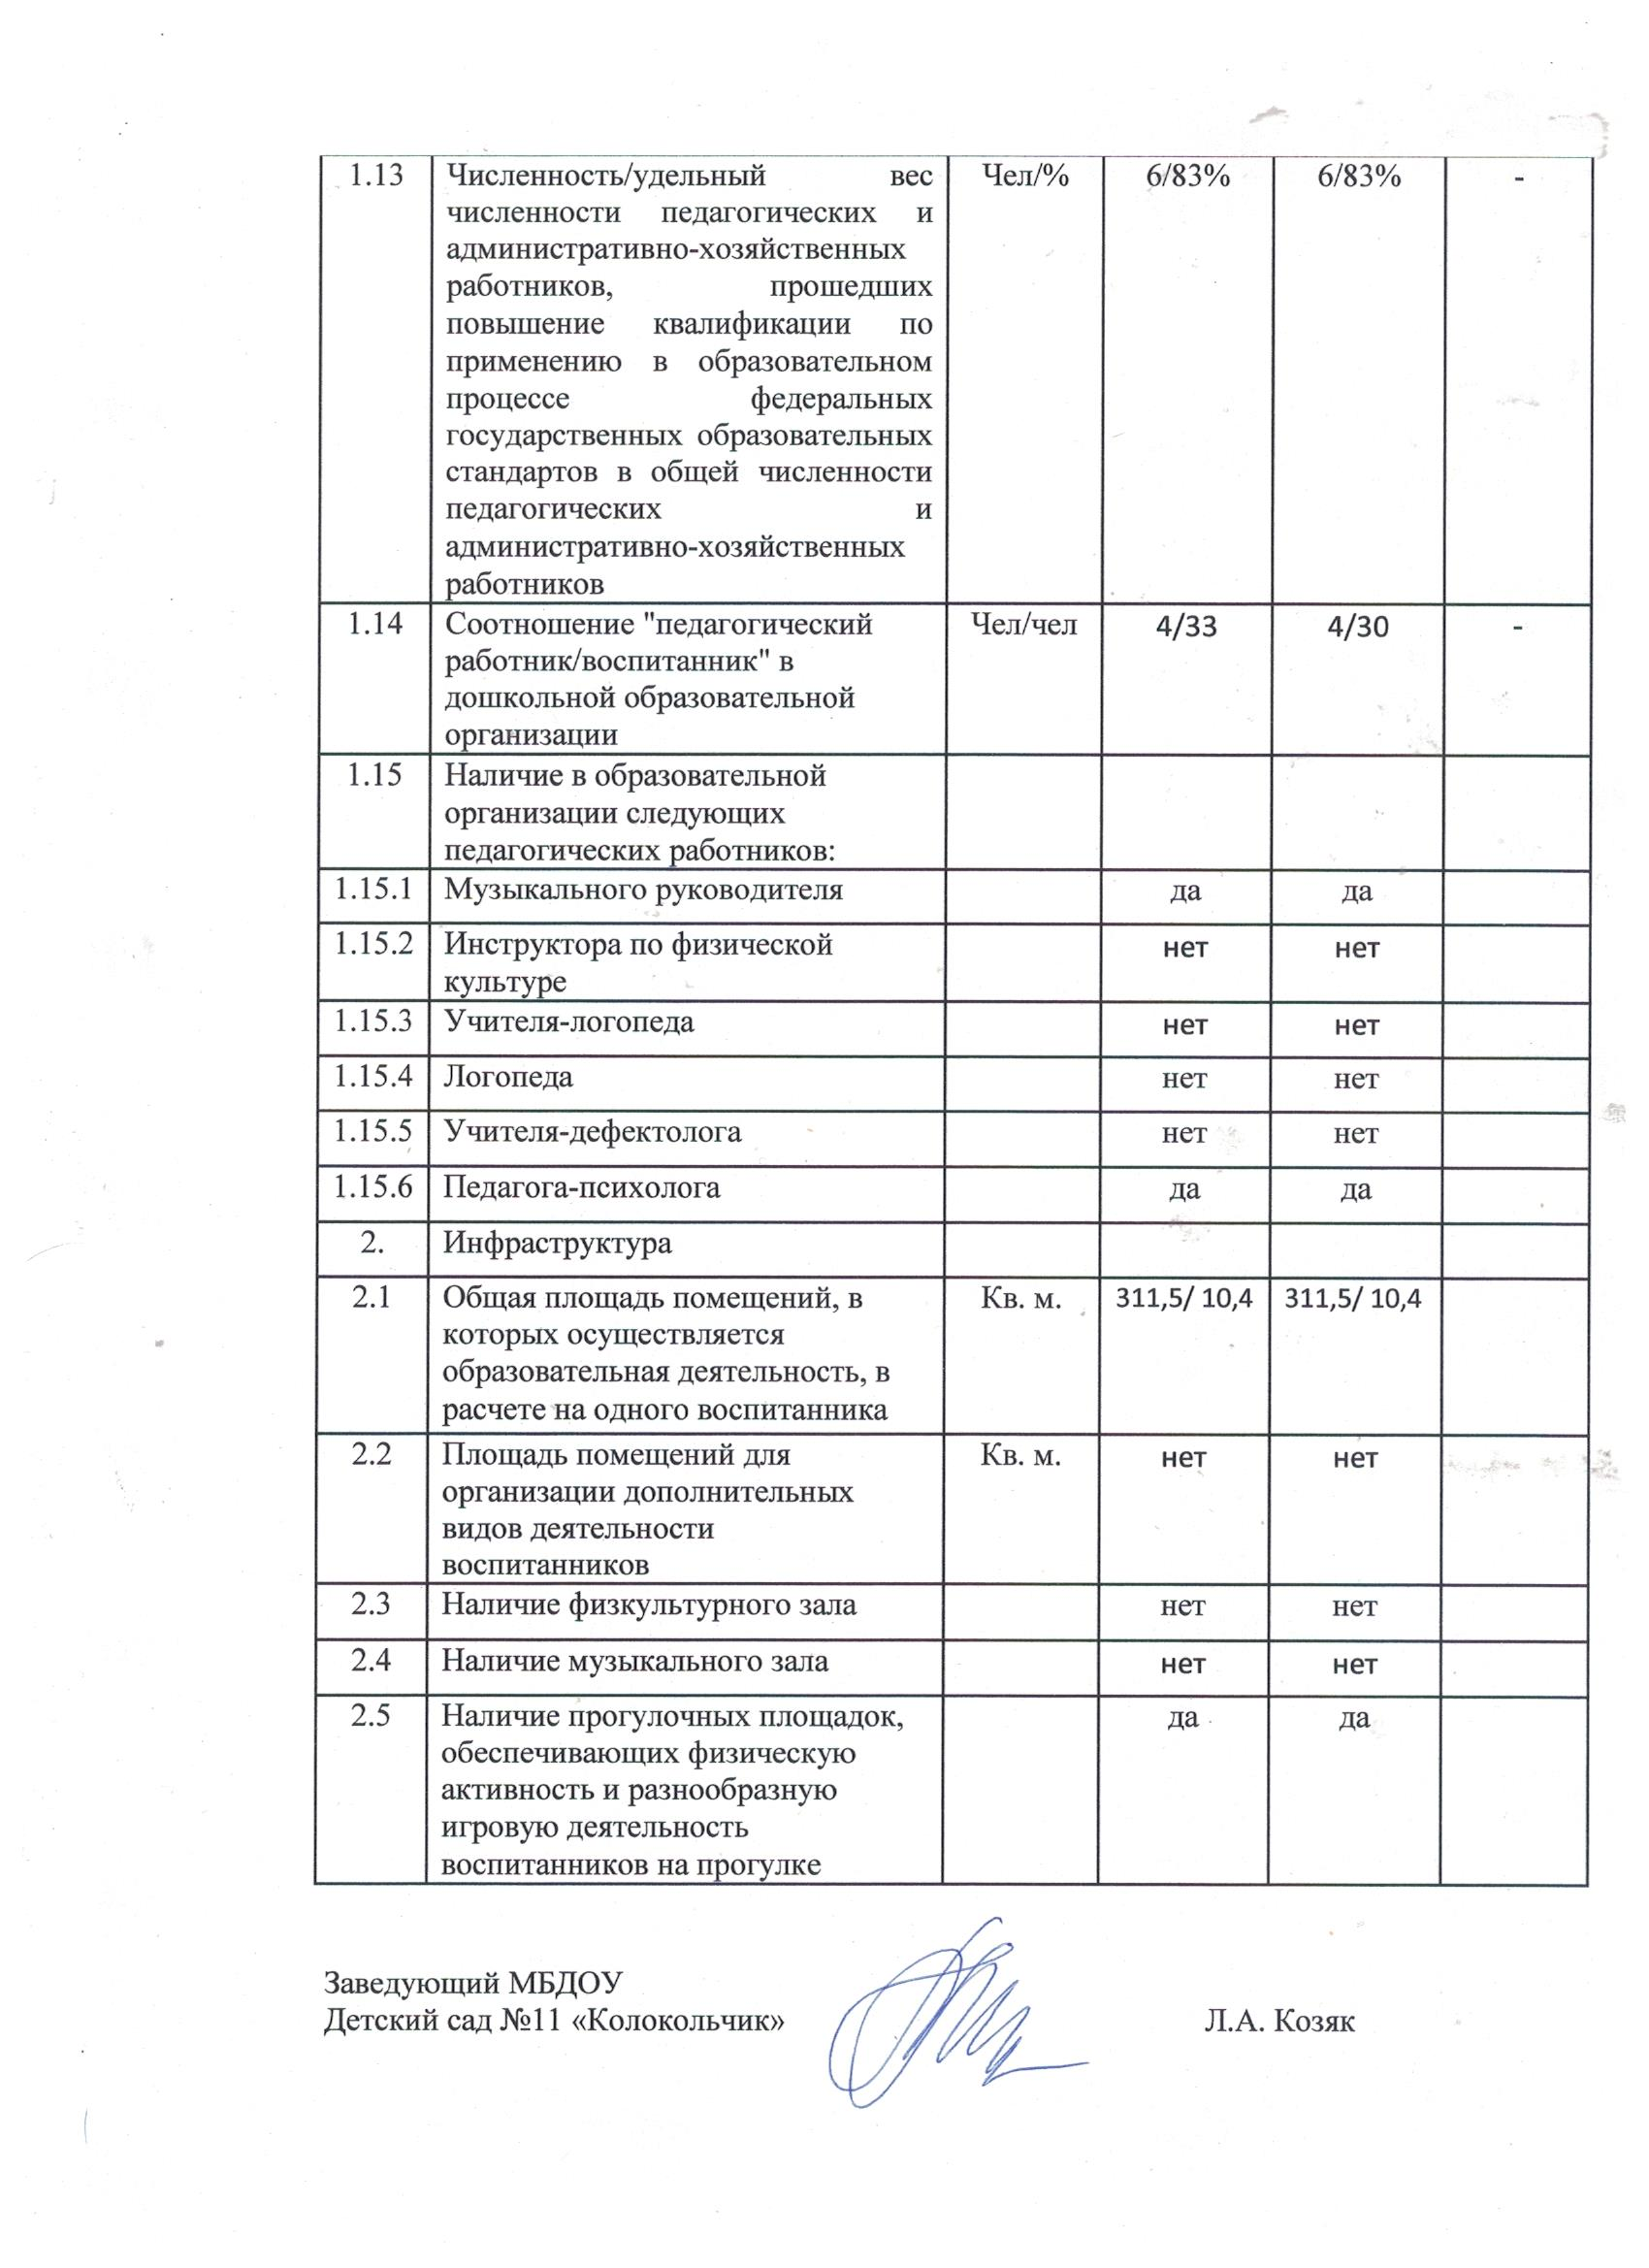 1.13 Численность/удельный вес Чел/% 6/83% 6/83% -
численности педагогических и
административно-хозяйственных
работников, прошедших
повышение квалификации по
применению в образовательном
процессе федеральных
государственных образовательных
стандартов в общей численности
педагогических и
административно-хозяйственных
работников
1.14 Соотношение "педагогический Чел/чел 4/33 4/30 -
работник/воспитанник" в
дошкольной образовательной
организации
1.15 Наличие в образовательной
организации следующих
педагогических работников:
1.15.1 Музыкального руководителя да да
1.15.2 Инструктора по физической нет нет
культуре
1.15.3 Учителя-логопеда нет нет
1.15.4 Логопеда нет нет
1.15.5 Учителя-дефектолога нет нет
1.15.6 Педагога-психолога да да
2. Инфраструктура
2.1 Общая площадь помещений, в Кв. м. 311,5/ 10,4 311,5/ 10,4
которых осуществляется
образовательная деятельность, в
расчете на одного воспитанника
2.2 Площадь помещений для Кв. м. нет нет
организации дополнительных
видов деятельности
воспитанников
2.3 Наличие физкультурного зала нет нет
2.4 Наличие музыкального зала нет нет
2.5 Наличие прогулочных площадок, да да
обеспечивающих физическую
активность и разнообразную
игровую деятельность
воспитанников на прогулке
Заведующий МБДОУ
Детский сад №11 «Колокольчик» Л.А. Козяк